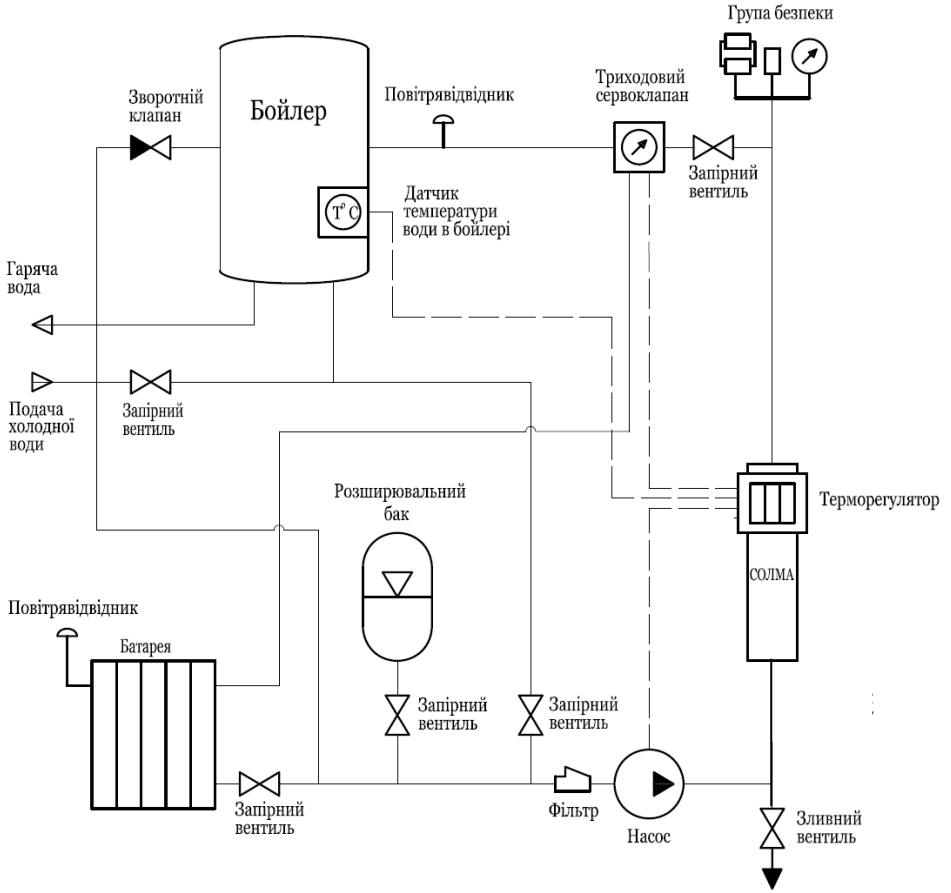 Група безпеки
Триходовий
сервоклапан
Повітрявідвідник
Зворотній
клапан
Бойлер
Запірний
вентиль
Датчик
температури
води в бойлері
T° C
Гаряча
вода
Подача
холодної
води
Запірний
вентиль
Розширювальний
бак
Терморегулятор
СОЛМА
Повітрявідвідник
Батарея
Запірний
вентиль
Запірний
вентиль
Запірний
вентиль
Фільтр
Насос
Зливний
вентиль